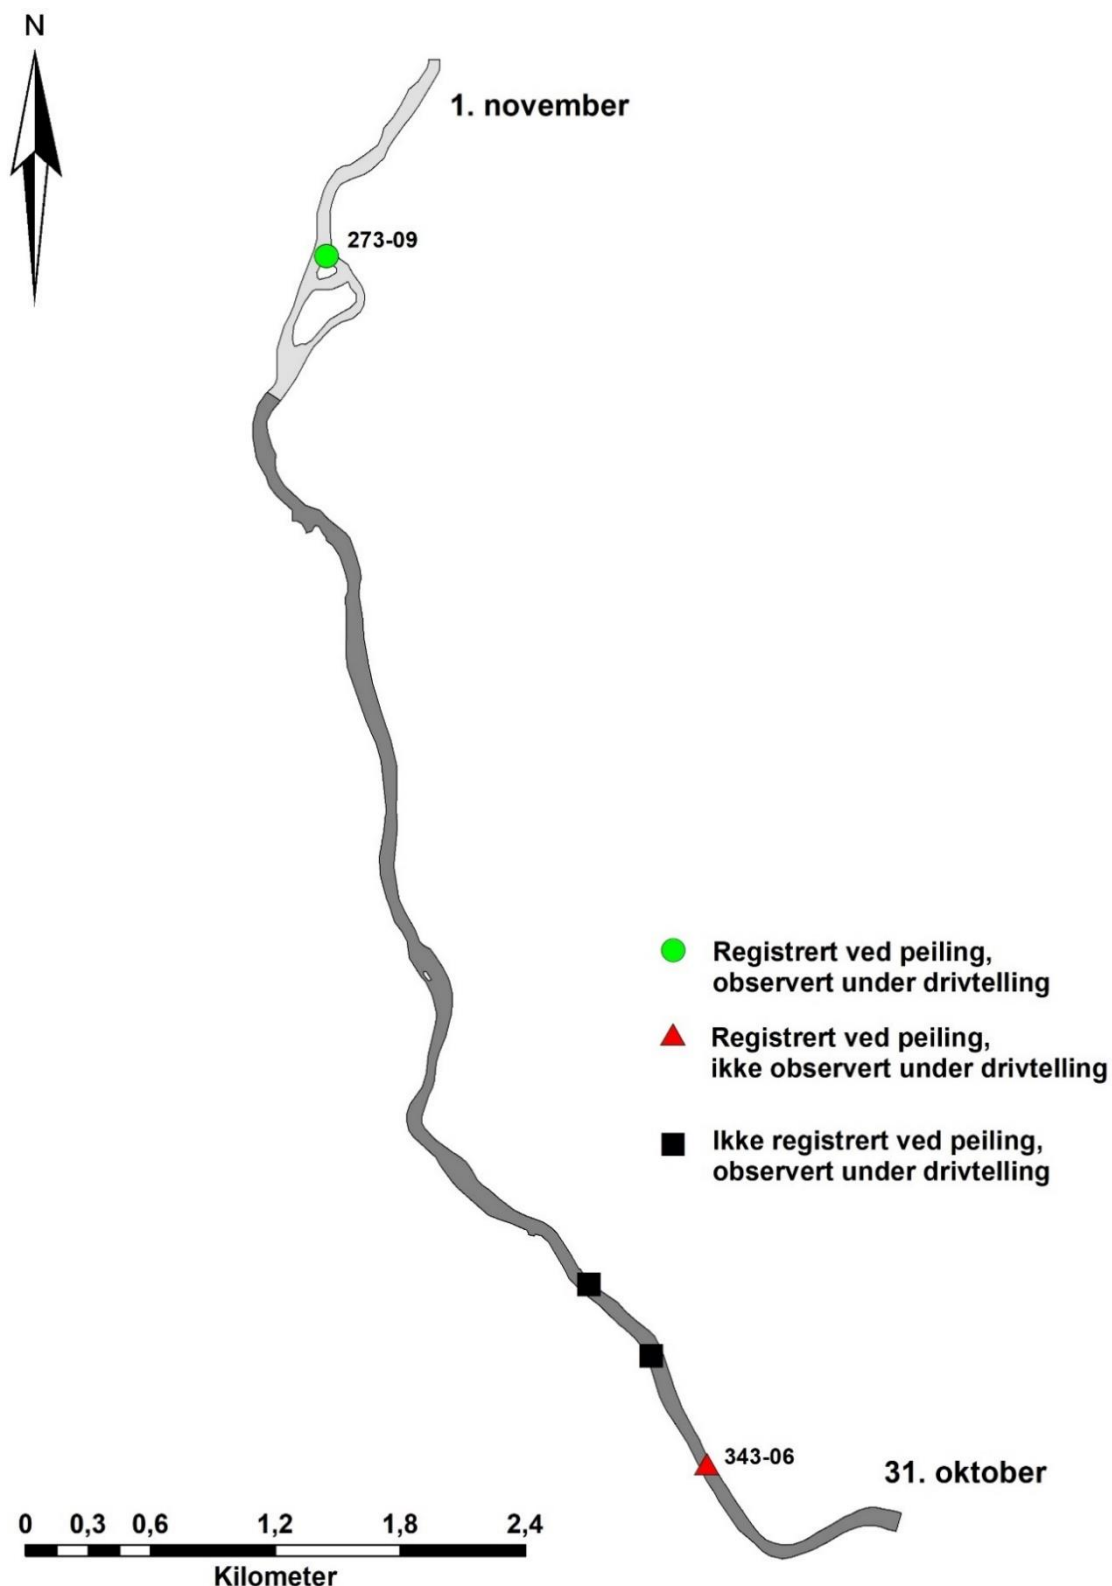 N
1. november
273-09
Registrert ved peiling,
observert under drivtelling
Registrert ved peiling,
ikke observert under drivtelling
Ikke registrert ved peiling,
observert under drivtelling
343-06
31. oktober
0 0,3 0,6 1,2 1,8 2,4
Kilometer